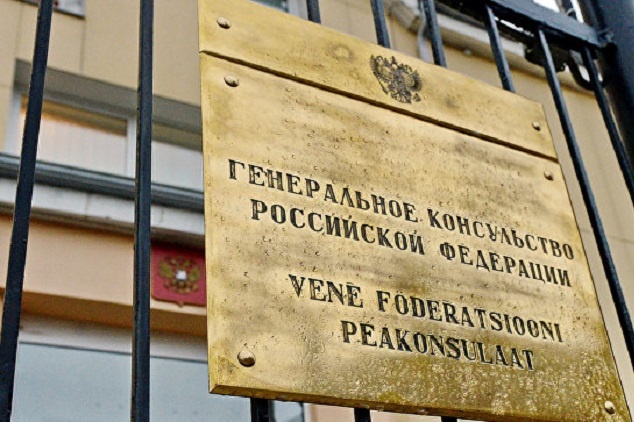 ГЕНЕРАЛЬНОЕ КОНСУЛЬСТВО
РОССИЙСКОЙ ФЕДЕРАЦИИ
VENE FÖDERATSIOONI
PEAKONSULAAT